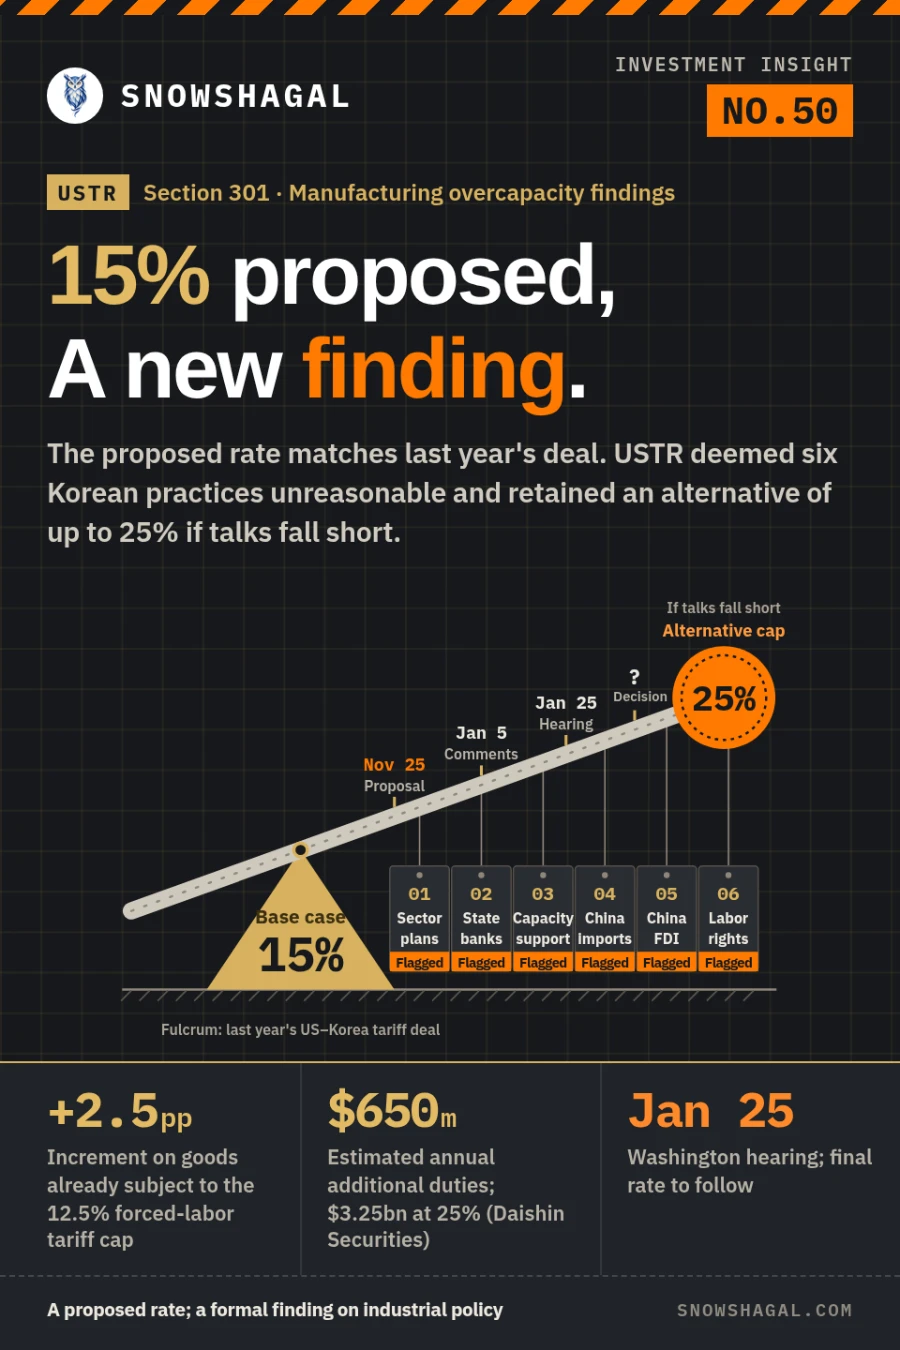 SNOWSHAGAL
INVESTMENT INSIGHT
NO.50
USTR
Section 301 · Manufacturing overcapacity findings
15% proposed,
A new finding.
The proposed rate matches last year's deal. USTR deemed six
Korean practices unreasonable and retained an alternative of
up to 25% if talks fall short.
If talks fall short
Alternative cap
25%
?
Decision
Jan 25
Hearing
Jan 5
Comments
Nov 25
Proposal
Base case
15%
01
Sector
plans
Flagged
02
State
banks
Flagged
03
Capacity
support
Flagged
04
China
imports
Flagged
05
China
FDI
Flagged
06
Labor
rights
Flagged
Fulcrum: last year's US–Korea tariff deal
+2.5pp
Increment on goods
already subject to the
12.5% forced-labor
tariff cap
$650m
Estimated annual
additional duties;
$3.25bn at 25% (Daishin
Securities)
Jan 25
Washington hearing; final
rate to follow
A proposed rate; a formal finding on industrial policy
SNOWSHAGAL.COM